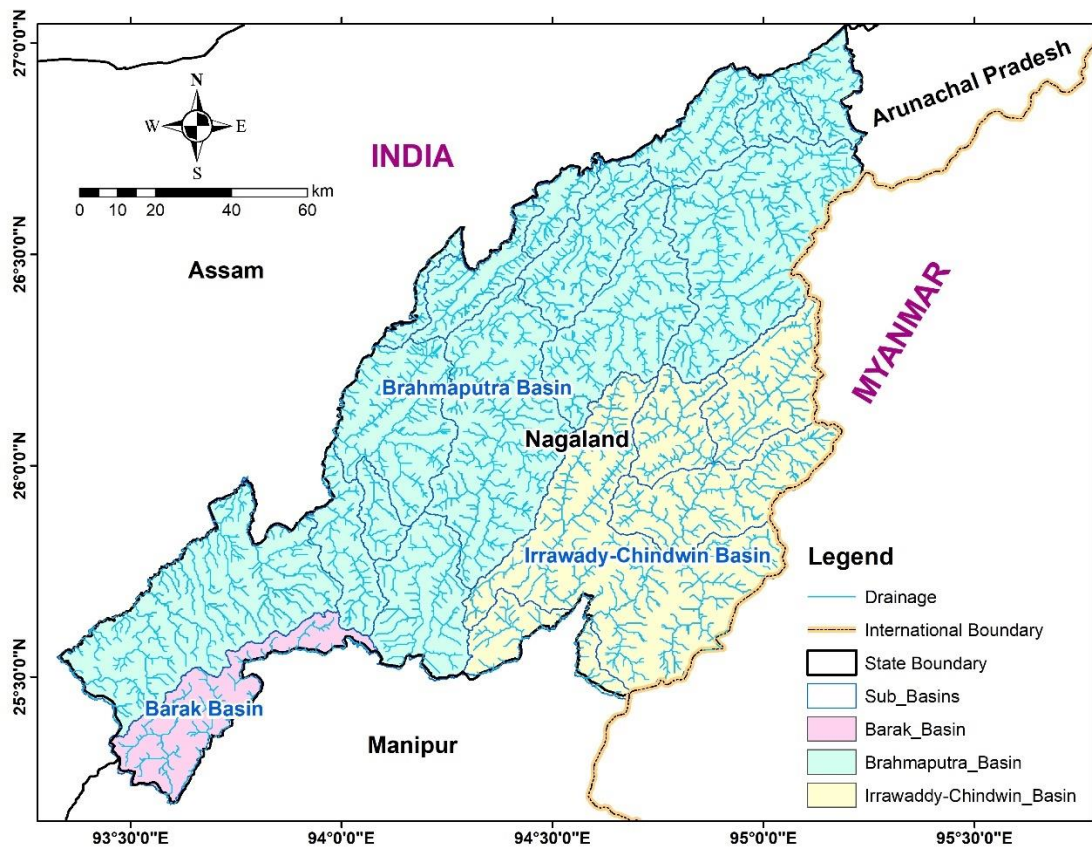 27°0'0"N
26°30'0"N
26°0'0"N
25°30'0"N
N
W E
S
km
0 5 10 20 40 60
INDIA
Arunachal Pradesh
Assam
MYANMAR
Brahmaputra Basin
Nagaland
Irrawady-Chindwin Basin
Barak Basin
Manipur
Legend
Drainage
International Boundary
State Boundary
Sub_Basins
Barak_Basin
Brahmaputra_Basin
Irrawaddy-Chindwin_Basin
93°30'0"E 94°0'0"E 94°30'0"E 95°0'0"E 95°30'0"E